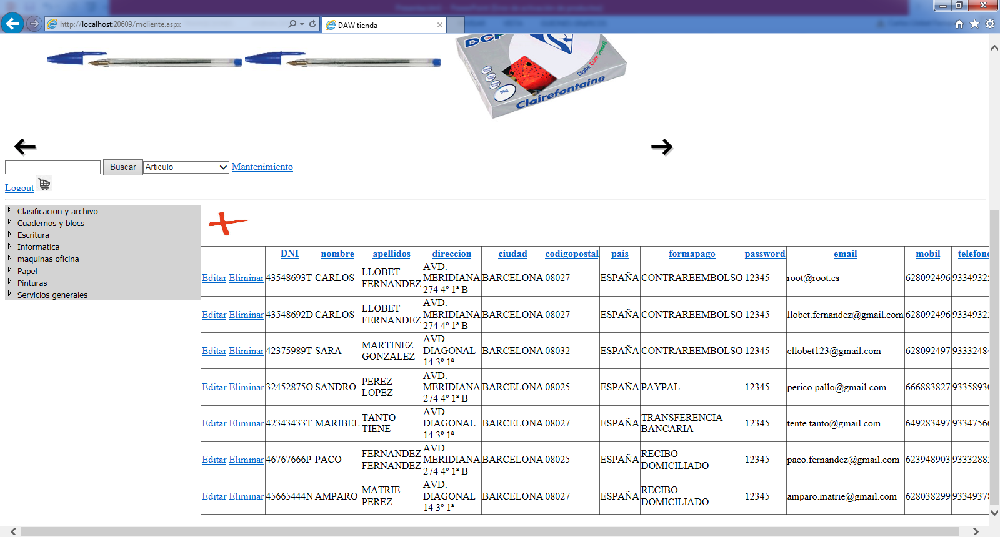 http://localhost:20609/mcliente.aspx
DAW tienda
DCP
Digital Color Printing
90g
Clairefontaine
Buscar Articulo Mantenimiento
Logout
Clasificacion y archivo
Cuadernos y blocs
Escritura
Informatica
maquinas oficina
Papel
Pinturas
Servicios generales
DNI nombre apellidos direccion ciudad codigopostal pais formapago password email mobil telefono
Editar Eliminar 43548693T CARLOS LLOBET FERNANDEZ AVD. MERIDIANA 274 4º 1ª B BARCELONA 08027 ESPAÑA CONTRAREEMBOLSO 12345 root@root.es 628092496 9334932
Editar Eliminar 43548692D CARLOS LLOBET FERNANDEZ AVD. MERIDIANA 274 4º 1ª B BARCELONA 08027 ESPAÑA CONTRAREEMBOLSO 12345 llobet.fernandez@gmail.com 628092496 9334932
Editar Eliminar 42375989T SARA MARTINEZ GONZALEZ AVD. DIAGONAL 14 3º 1ª BARCELONA 08032 ESPAÑA CONTRAREEMBOLSO 12345 cllobet123@gmail.com 628092497 9333248
Editar Eliminar 32452875O SANDRO PEREZ LOPEZ AVD. MERIDIANA 274 4º 1ª B BARCELONA 08025 ESPAÑA PAYPAL 12345 perico.pallo@gmail.com 666883827 9335893
Editar Eliminar 42343433T MARIBEL TANTO TIENE AVD. DIAGONAL 14 3º 1ª BARCELONA 08027 ESPAÑA TRANSFERENCIA BANCARIA 12345 tente.tanto@gmail.com 649283497 9334756
Editar Eliminar 46767666P PACO FERNANDEZ FERNANDEZ AVD. MERIDIANA 274 4º 1ª B BARCELONA 08025 ESPAÑA RECIBO DOMICILIADO 12345 paco.fernandez@gmail.com 623948903 9333288
Editar Eliminar 45665444N AMPARO MATRIE PEREZ AVD. DIAGONAL 14 3º 1ª BARCELONA 08027 ESPAÑA RECIBO DOMICILIADO 12345 amparo.matrie@gmail.com 628038299 9334937